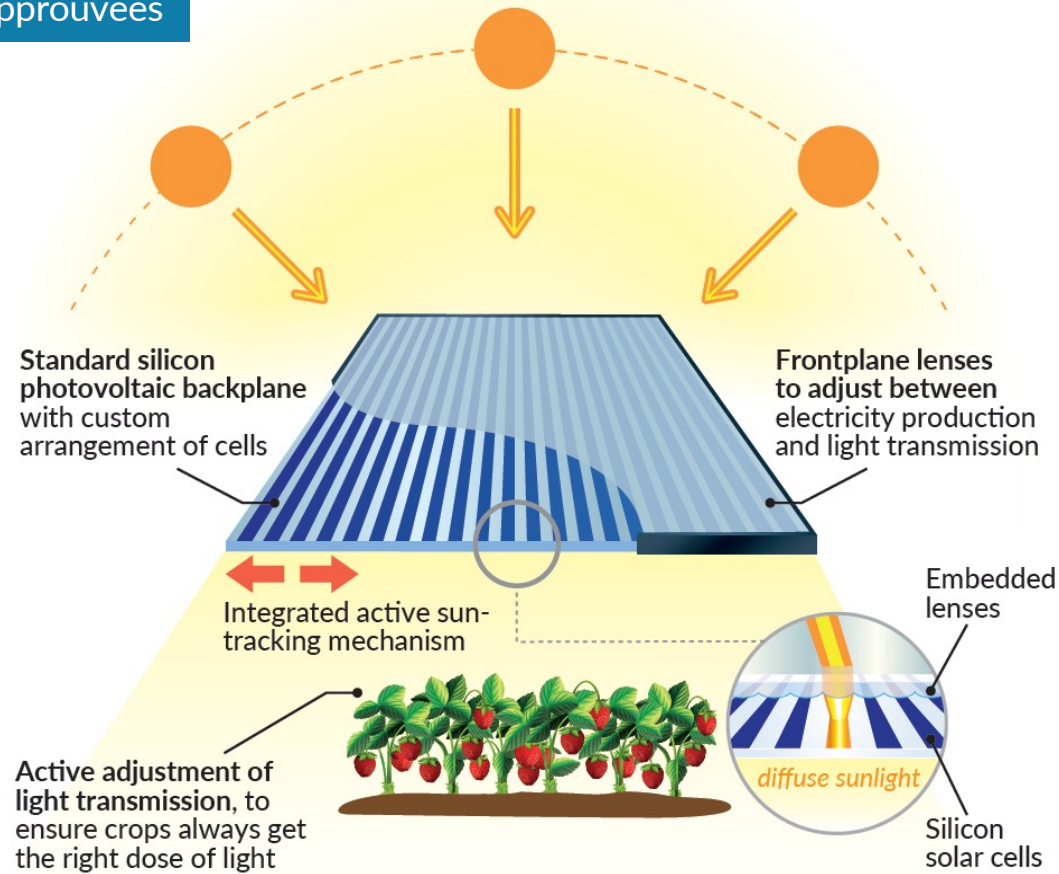 approuvées
Standard silicon
photovoltaic backplane
with custom
arrangement of cells
Frontplane lenses
to adjust between
electricity production
and light transmission
Integrated active sun-
tracking mechanism
Embedded
lenses
Active adjustment of
light transmission, to
ensure crops always get
the right dose of light
diffuse sunlight
Silicon
solar cells